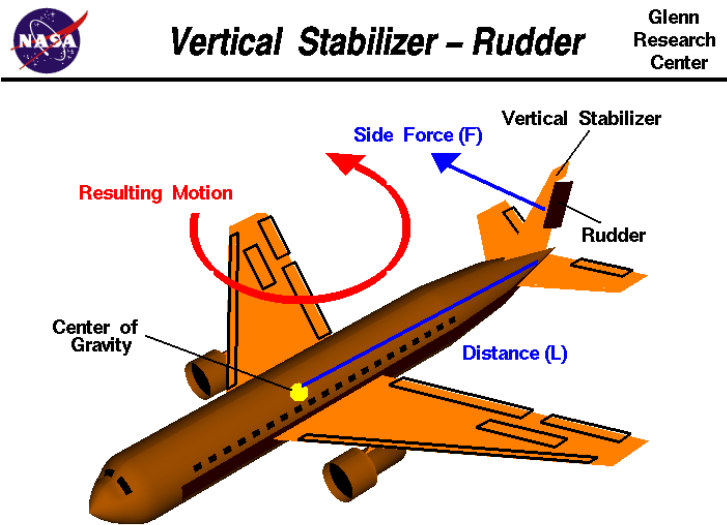 NASA
Vertical Stabilizer – Rudder
Glenn
Research
Center
Vertical Stabilizer
Side Force (F)
Resulting Motion
Rudder
Center of
Gravity
Distance (L)